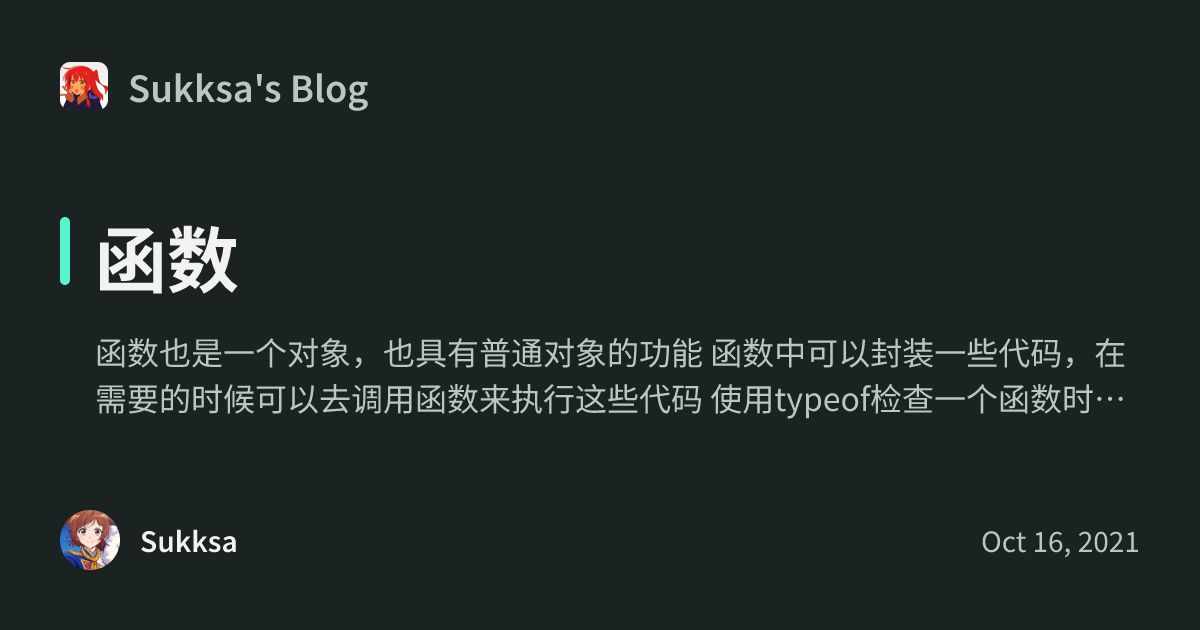 Sukksa's Blog
函数
函数也是一个对象，也具有普通对象的功能 函数中可以封装一些代码，在
需要的时候可以去调用函数来执行这些代码 使用typeof检查一个函数时…
Sukksa
Oct 16, 2021